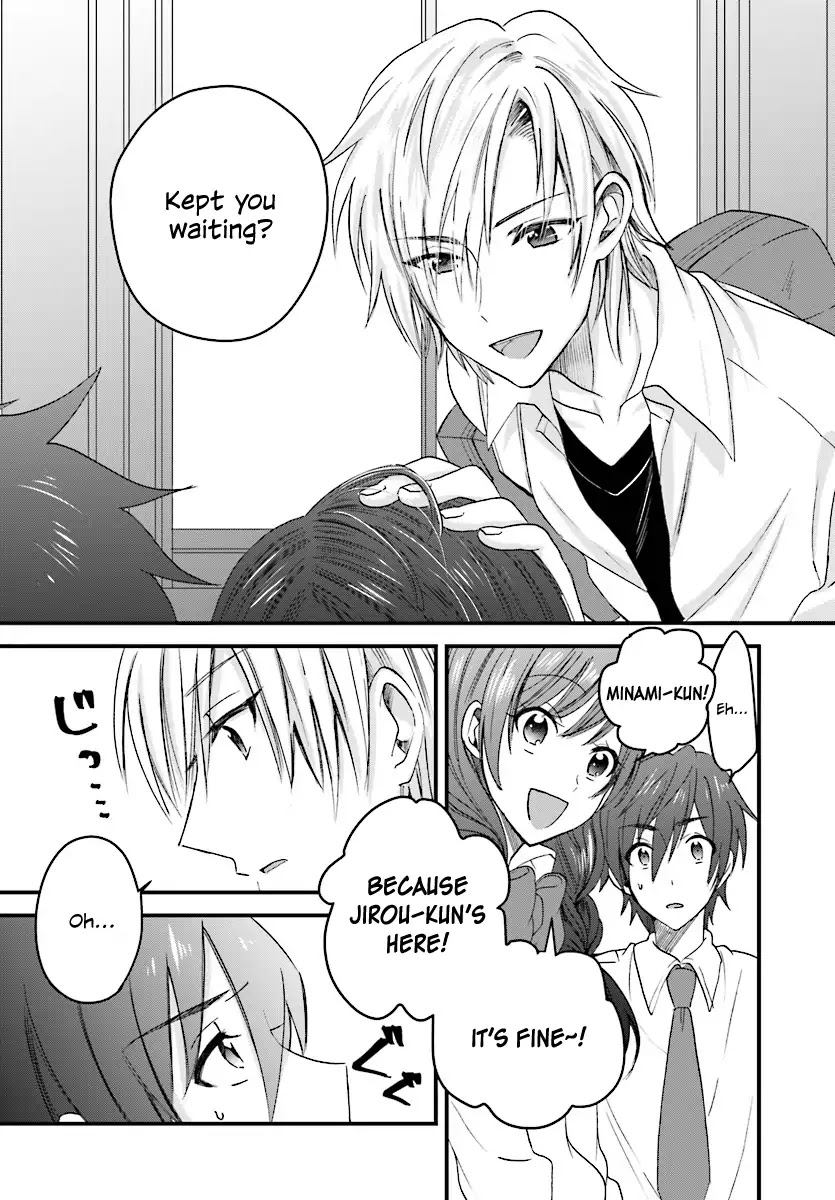 Kept you
waiting?
Eh...
MINAMI-KUN!
BECAUSE
JIROU-KUN'S
HERE!
IT'S FINE~!
じっ…
Oh...
ぐぐ